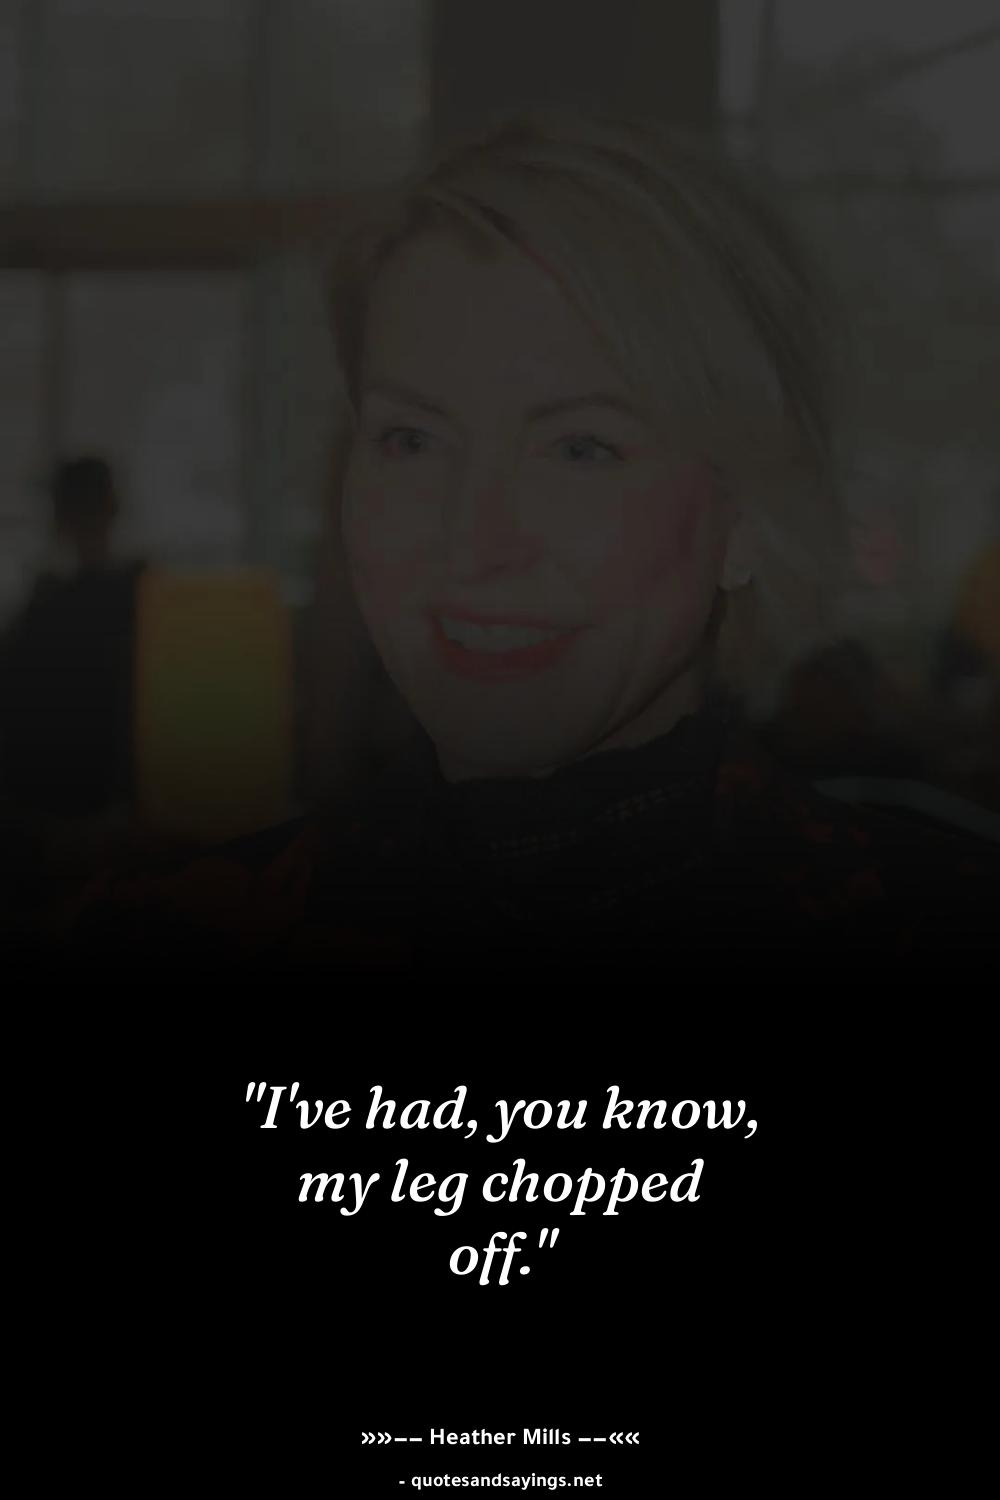 "I've had, you know,
my leg chopped
off."
»»–– Heather Mills ––««
- quotesandsayings.net